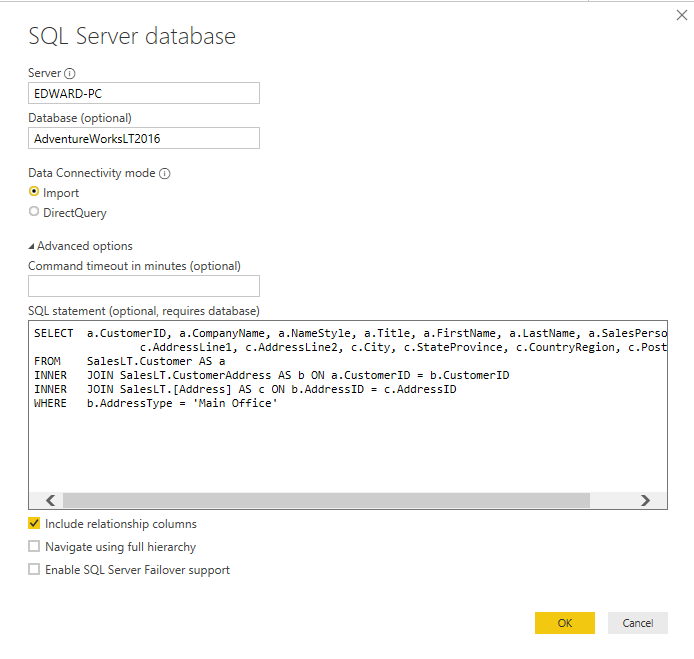 SQL Server database
Server
EDWARD-PC
Database (optional)
AdventureWorksLT2016
Data Connectivity mode
Import
DirectQuery
Advanced options
Command timeout in minutes (optional)
SQL statement (optional, requires database)
SELECT a.CustomerID, a.CompanyName, a.NameStyle, a.Title, a.FirstName, a.LastName, a.SalesPerso
c.AddressLine1, c.AddressLine2, c.City, c.StateProvince, c.CountryRegion, c.Post
FROM SalesLT.Customer AS a
INNER JOIN SalesLT.CustomerAddress AS b ON a.CustomerID = b.CustomerID
INNER JOIN SalesLT.[Address] AS c ON b.AddressID = c.AddressID
WHERE b.AddressType = 'Main Office'
Include relationship columns
Navigate using full hierarchy
Enable SQL Server Failover support
OK Cancel